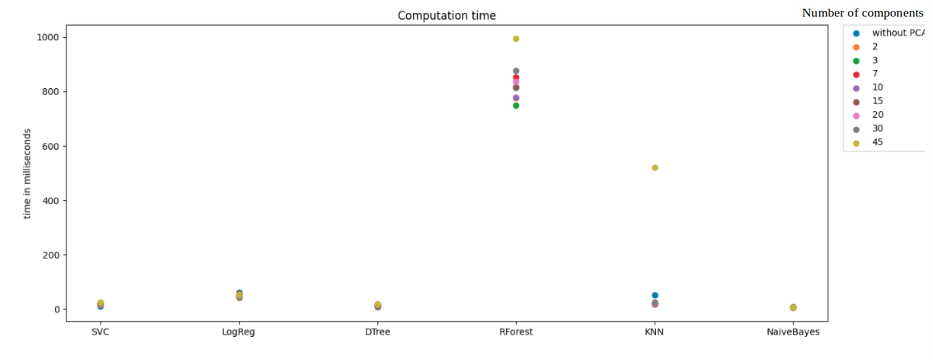 Computation time
Number of components
without PCA
2
3
7
10
15
20
30
45
time in milliseconds
1000
800
600
400
200
0
SVC
LogReg
DTree
RForest
KNN
NaiveBayes